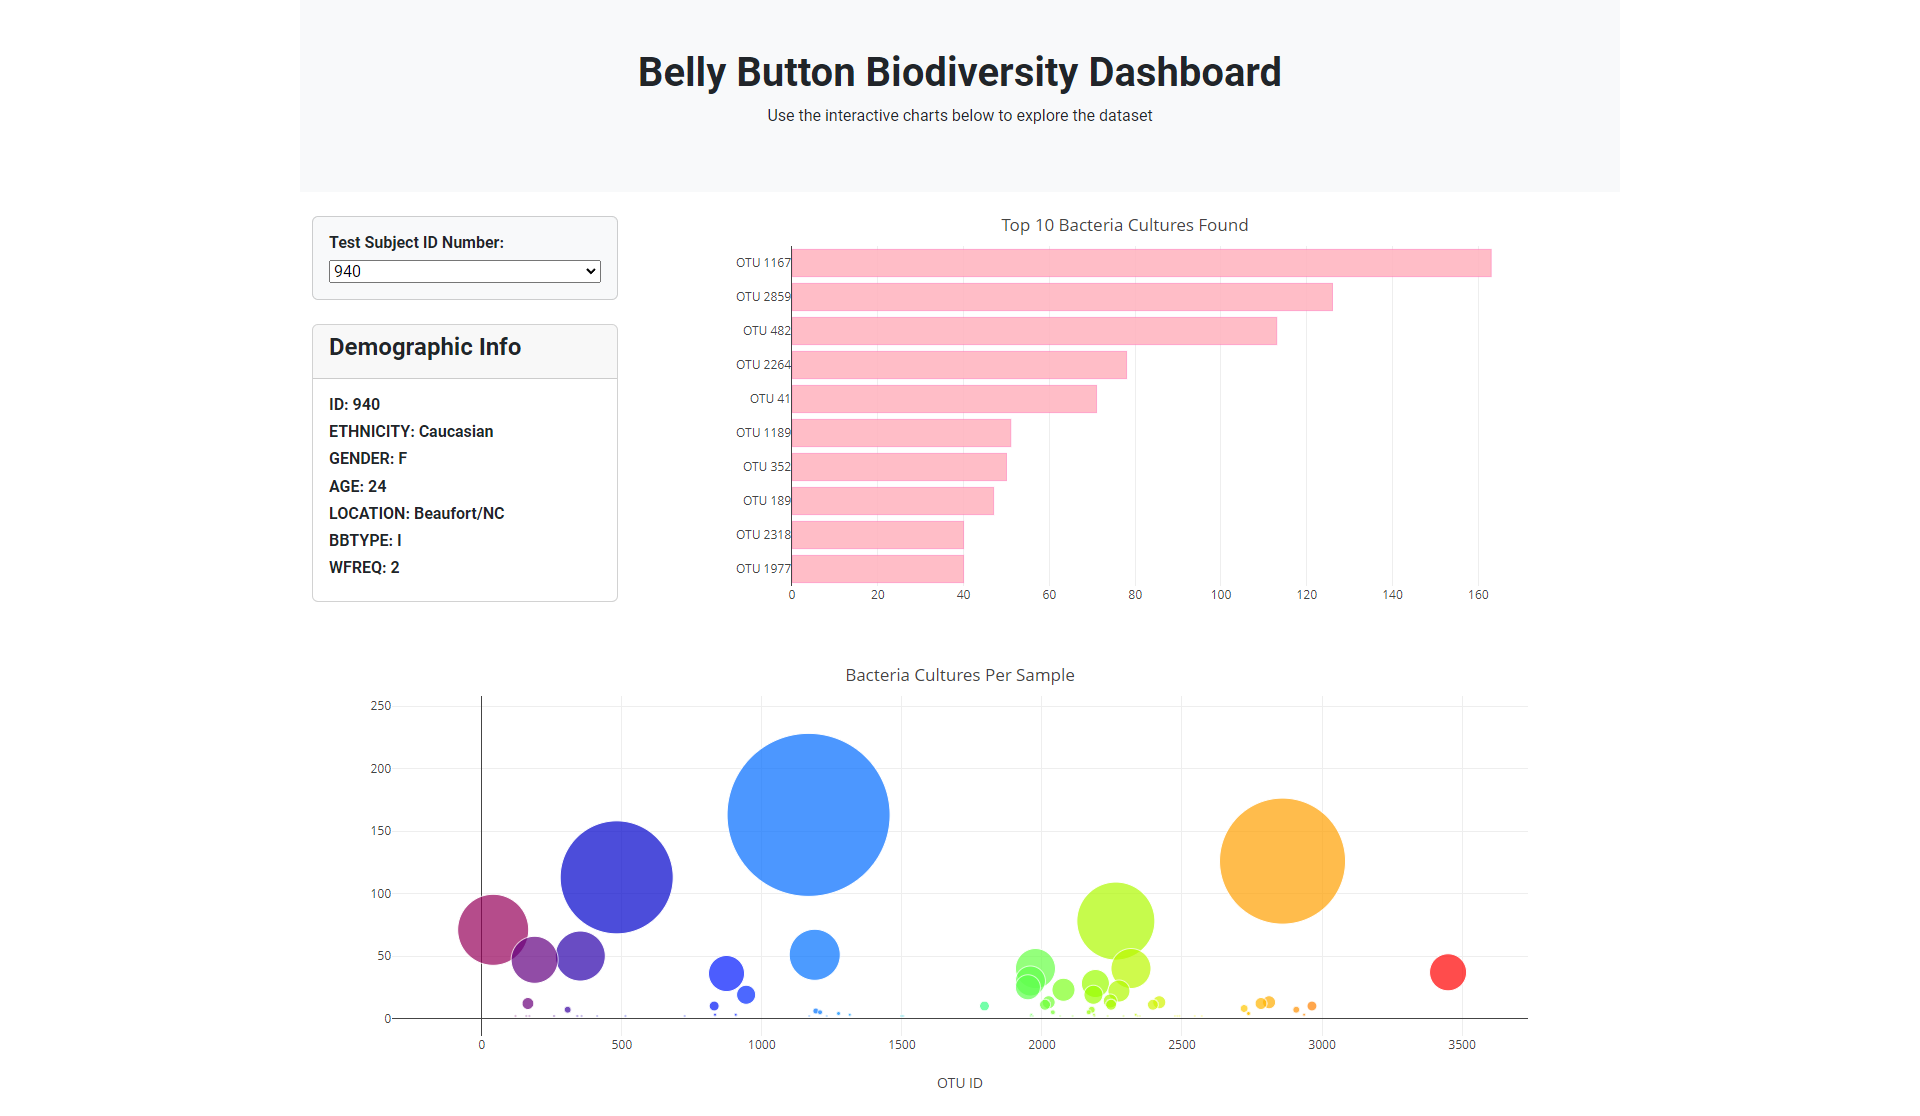 Belly Button Biodiversity Dashboard
Use the interactive charts below to explore the dataset
Test Subject ID Number:
940
Demographic Info
ID: 940
ETHNICITY: Caucasian
GENDER: F
AGE: 24
LOCATION: Beaufort/NC
BBTYPE: I
WFREQ: 2
Top 10 Bacteria Cultures Found
OTU 1167
OTU 2859
OTU 482
OTU 2264
OTU 41
OTU 1189
OTU 352
OTU 189
OTU 2318
OTU 1977
0 20 40 60 80 100 120 140 160
Bacteria Cultures Per Sample
250
200
150
100
50
0
0 500 1000 1500 2000 2500 3000 3500
OTU ID